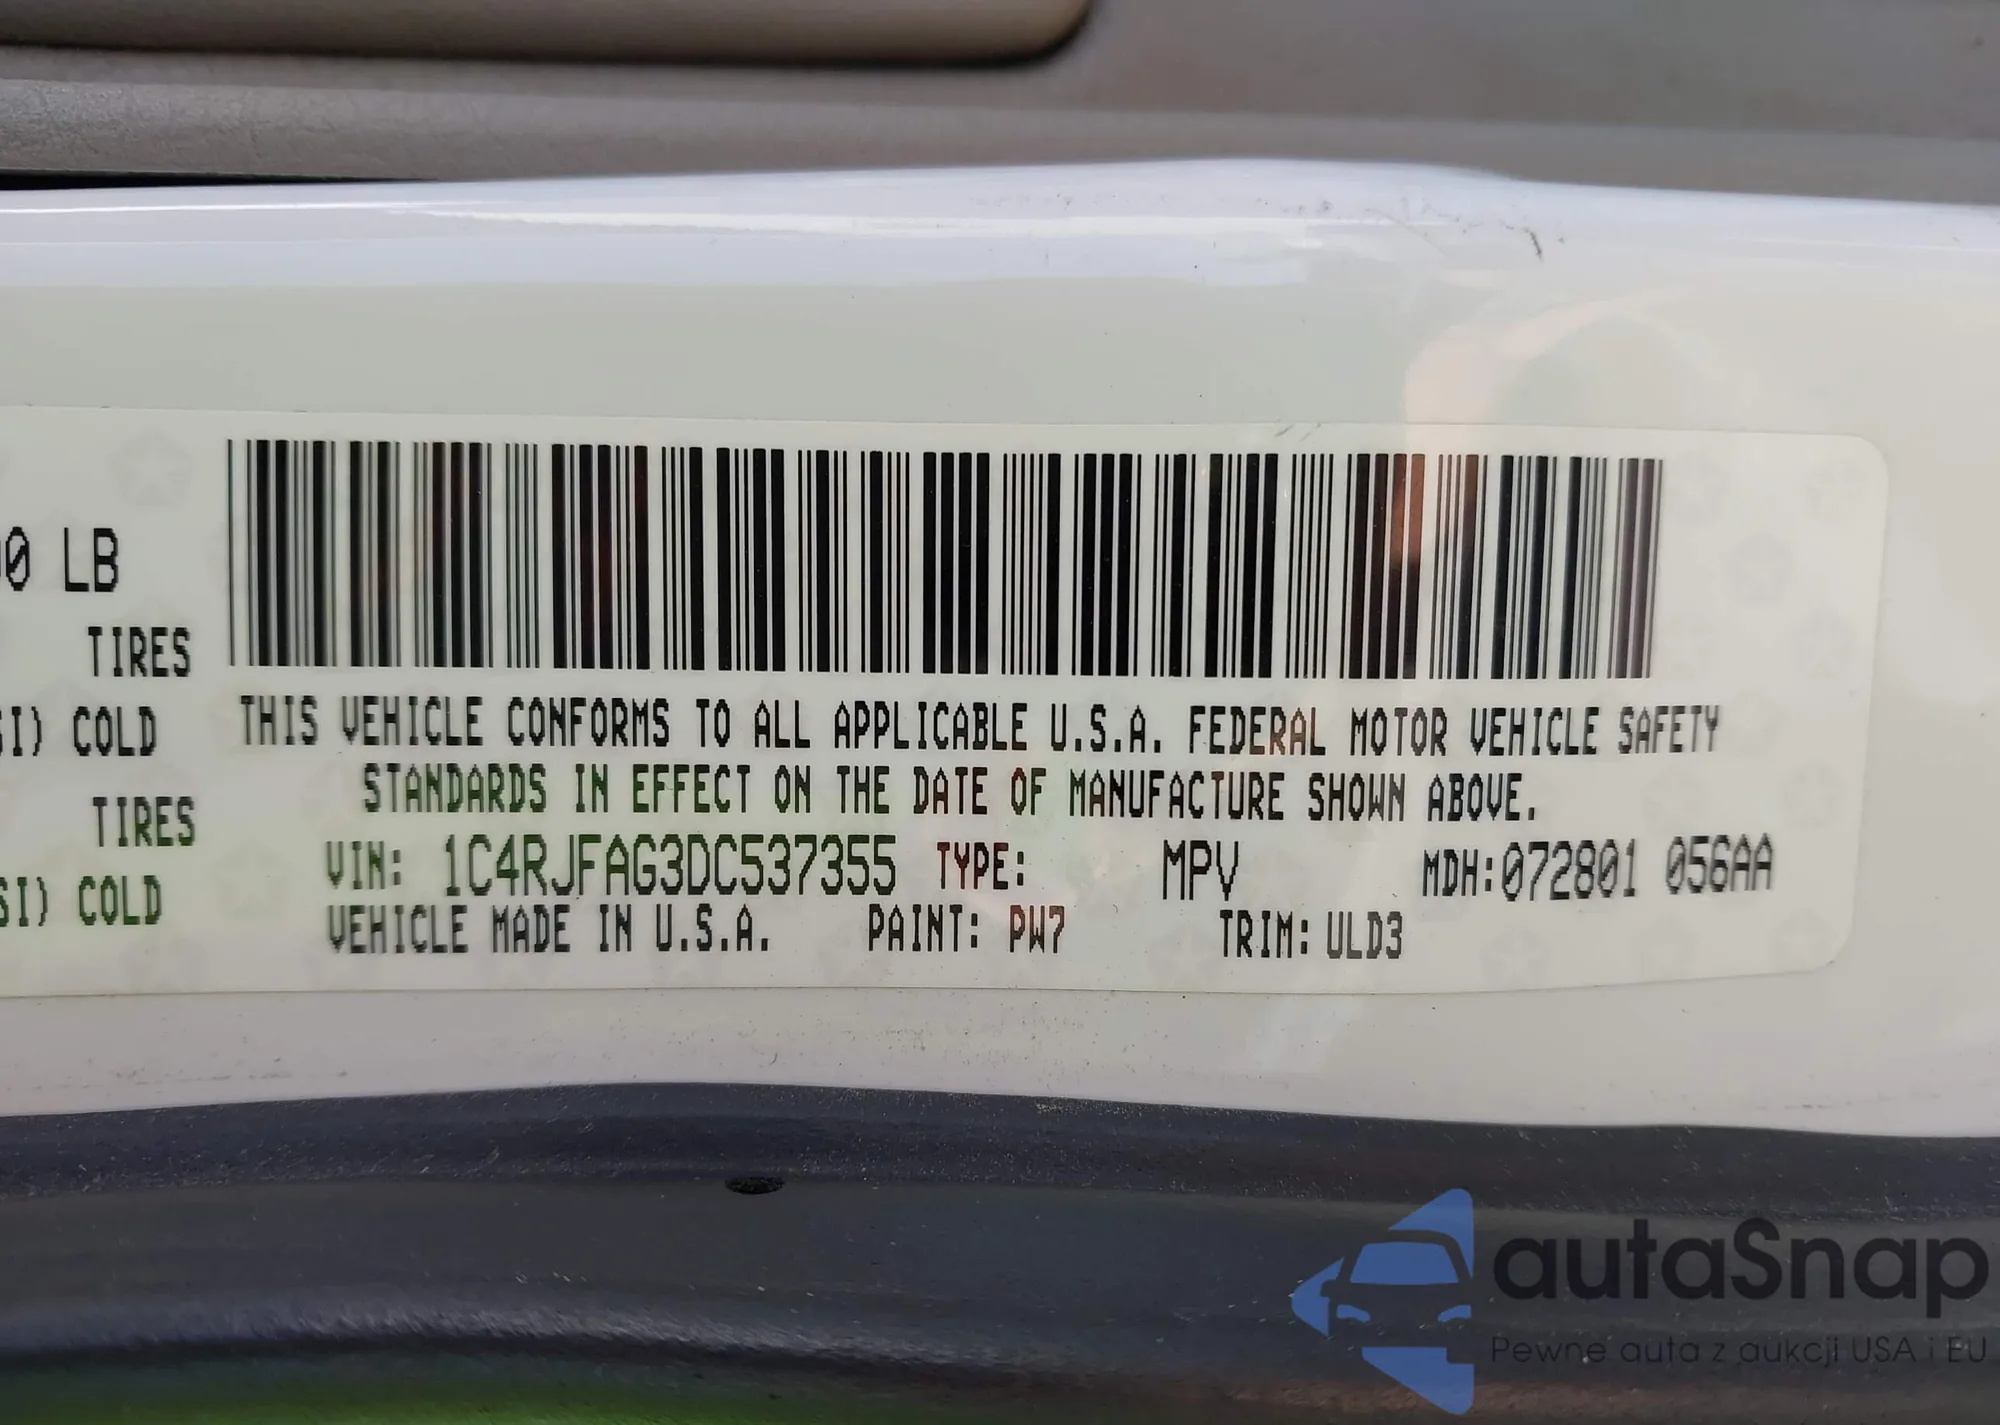 0 LB
TIRES
SI) COLD
TIRES
SI) COLD
THIS VEHICLE CONFORMS TO ALL APPLICABLE U.S.A. FEDERAL MOTOR VEHICLE SAFETY
STANDARDS IN EFFECT ON THE DATE OF MANUFACTURE SHOWN ABOVE.
VIN: 1C4RJFAG3DC537355 TYPE: MPV MDH:072801 056AA
VEHICLE MADE IN U.S.A. PAINT: PW7 TRIM: ULD3
autaSnap
Pewne auta z aukcji USA i EU